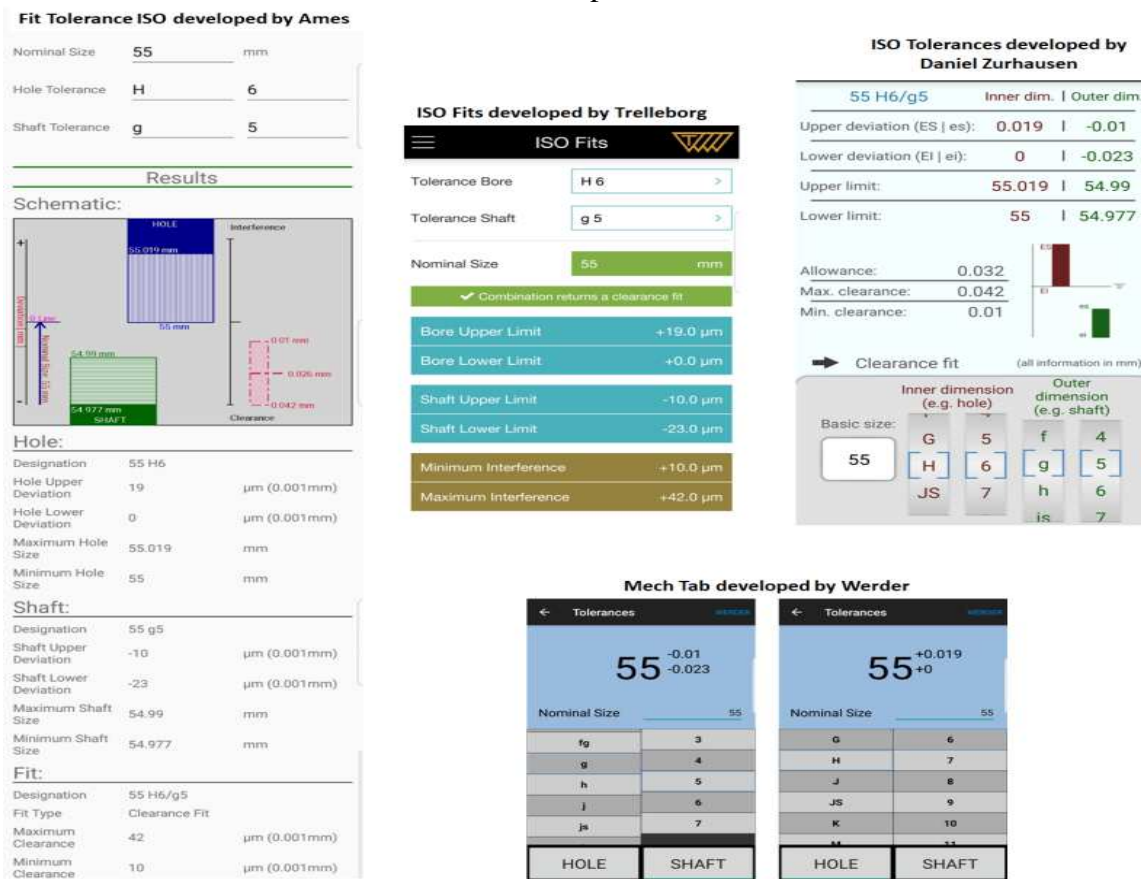 Fit Tolerance ISO developed by Ames
Nominal Size 55 mm
Hole Tolerance H 6
Shaft Tolerance g 5
Results
Schematic:
HOLE
Interference
+
55.019 mm
Deviation [mm]
0 Line
55 mm
Nominal Size 55 mm
54.99 mm
0.01 mm
0.026 mm
-
54.977 mm
0.042 mm
SHAFT
Clearance
Hole:
Designation 55 H6
Hole Upper
Deviation 19 µm (0.001mm)
Hole Lower
Deviation 0 µm (0.001mm)
Maximum Hole
Size 55.019 mm
Minimum Hole
Size 55 mm
Shaft:
Designation 55 g5
Shaft Upper
Deviation -10 µm (0.001mm)
Shaft Lower
Deviation -23 µm (0.001mm)
Maximum Shaft
Size 54.99 mm
Minimum Shaft
Size 54.977 mm
Fit:
Designation 55 H6/g5
Fit Type Clearance Fit
Maximum
Clearance 42 µm (0.001mm)
Minimum
Clearance 10 µm (0.001mm)
ISO Fits developed by Trelleborg
ISO Fits
Tolerance Bore H 6 >
Tolerance Shaft g 5 >
Nominal Size 55 mm
✓ Combination returns a clearance fit
Bore Upper Limit +19.0 µm
Bore Lower Limit +0.0 µm
Shaft Upper Limit -10.0 µm
Shaft Lower Limit -23.0 µm
Minimum Interference +10.0 µm
Maximum Interference +42.0 µm
ISO Tolerances developed by
Daniel Zurhausen
55 H6/g5 Inner dim. | Outer dim
Upper deviation (ES | es): 0.019 | -0.01
Lower deviation (EI | ei): 0 | -0.023
Upper limit: 55.019 | 54.99
Lower limit: 55 | 54.977
ES
Allowance: 0.032
Max. clearance: 0.042
EI
Min. clearance: 0.01
es
ei
➡ Clearance fit (all information in mm)
Inner dimension
(e.g. hole)
Outer
dimension
(e.g. shaft)
Basic size:
55
G 5 f 4
H 6 g 5
JS 7 h 6
js 7
Mech Tab developed by Werder
← Tolerances WERDER
55 -0.01
-0.023
Nominal Size 55
fg 3
g 4
h 5
j 6
js 7
HOLE SHAFT
← Tolerances WERDER
55 +0.019
+0
Nominal Size 55
G 6
H 7
J 8
JS 9
K 10
M 11
HOLE SHAFT